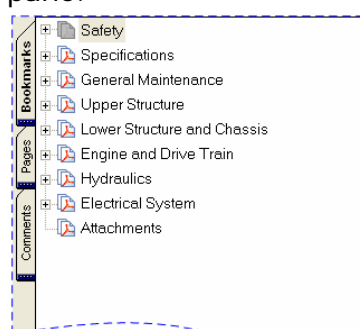 Safety
Specifications
General Maintenance
Upper Structure
Lower Structure and Chassis
Engine and Drive Train
Hydraulics
Electrical System
Attachments
Bookmarks
Pages
Comments